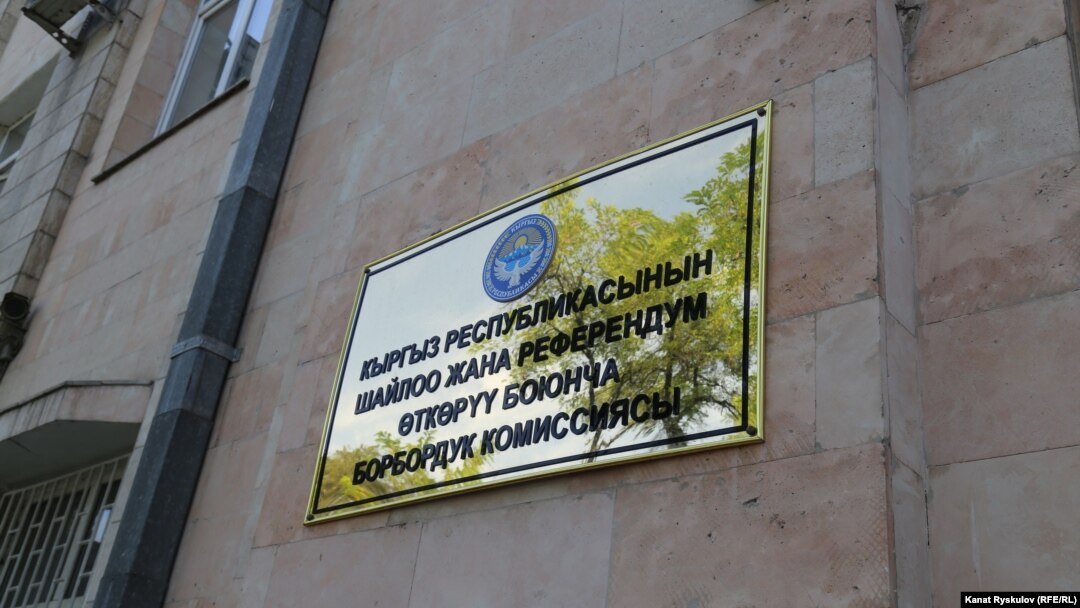 КЫРГЫЗ РЕСПУБЛИКАСЫНЫН
ШАЙЛОО ЖАНА РЕФЕРЕНДУМ
ӨТКӨРҮҮ БОЮНЧА
БОРБОРДУК КОМИССИЯСЫ
Kanat Ryskulov (RFE/RL)